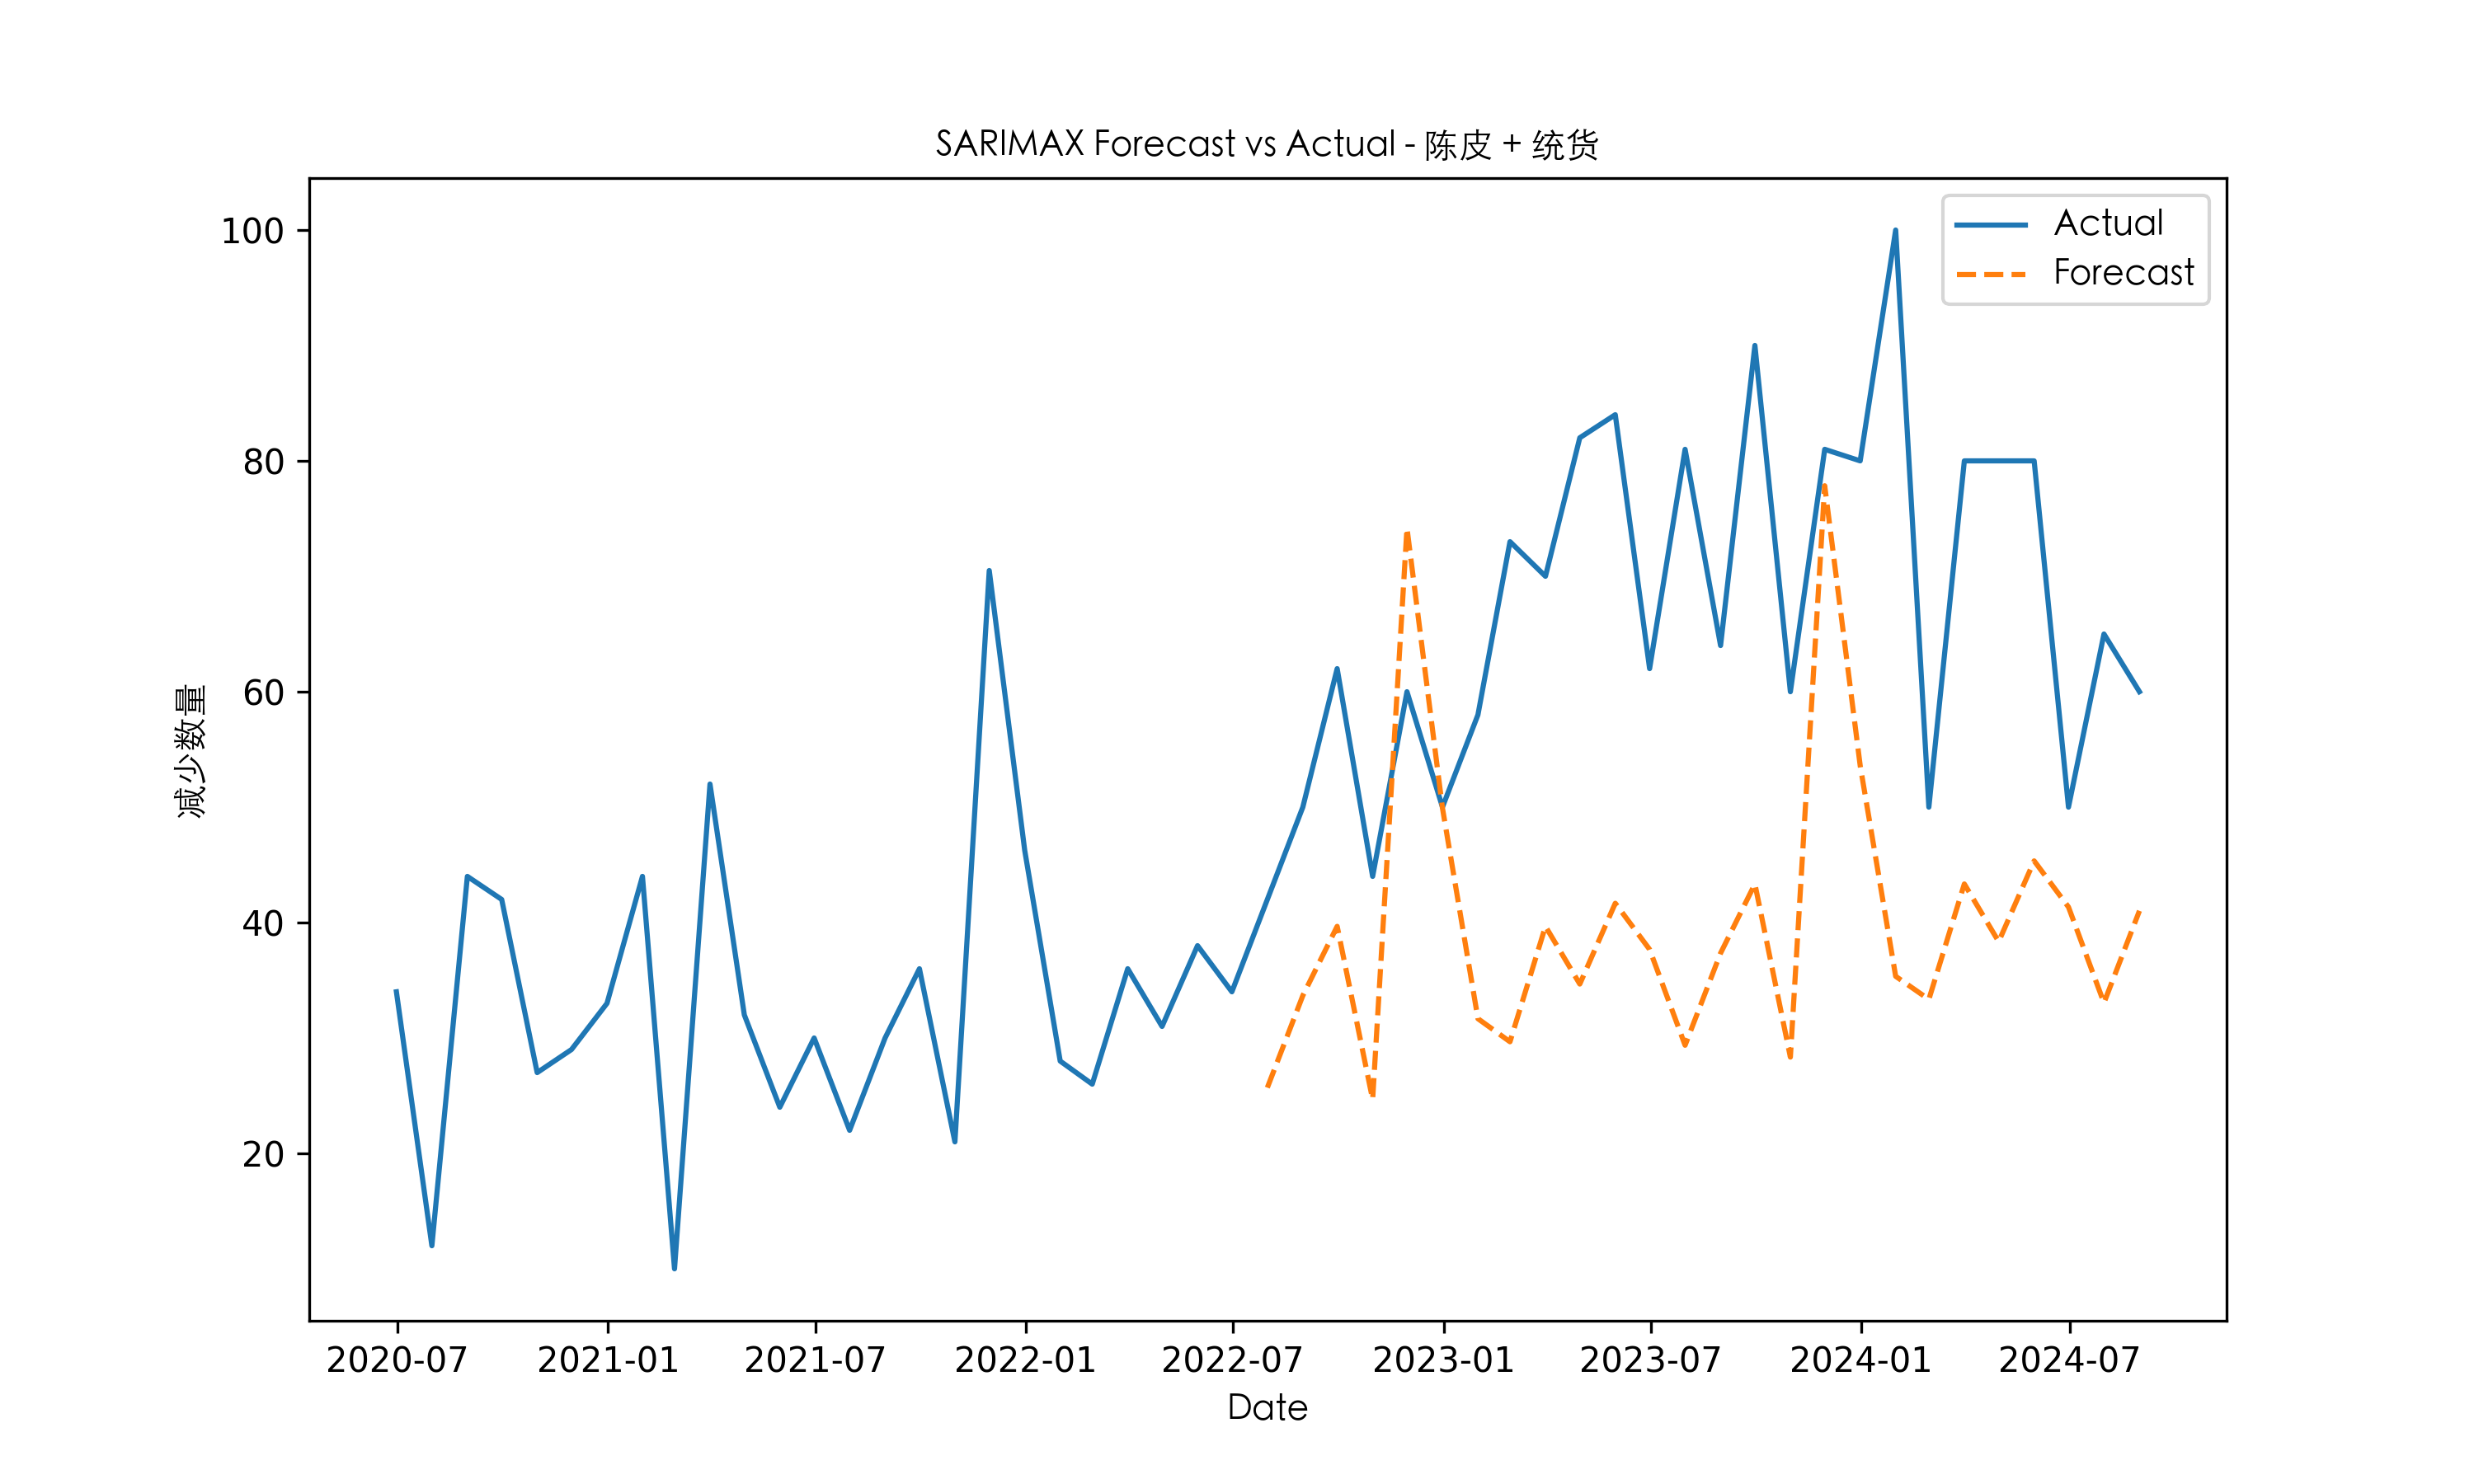 SARIMAX Forecast vs Actual - 陈皮 + 统货
Actual
Forecast
100
80
60
40
20
减少数量
2020-07 2021-01 2021-07 2022-01 2022-07 2023-01 2023-07 2024-01 2024-07
Date